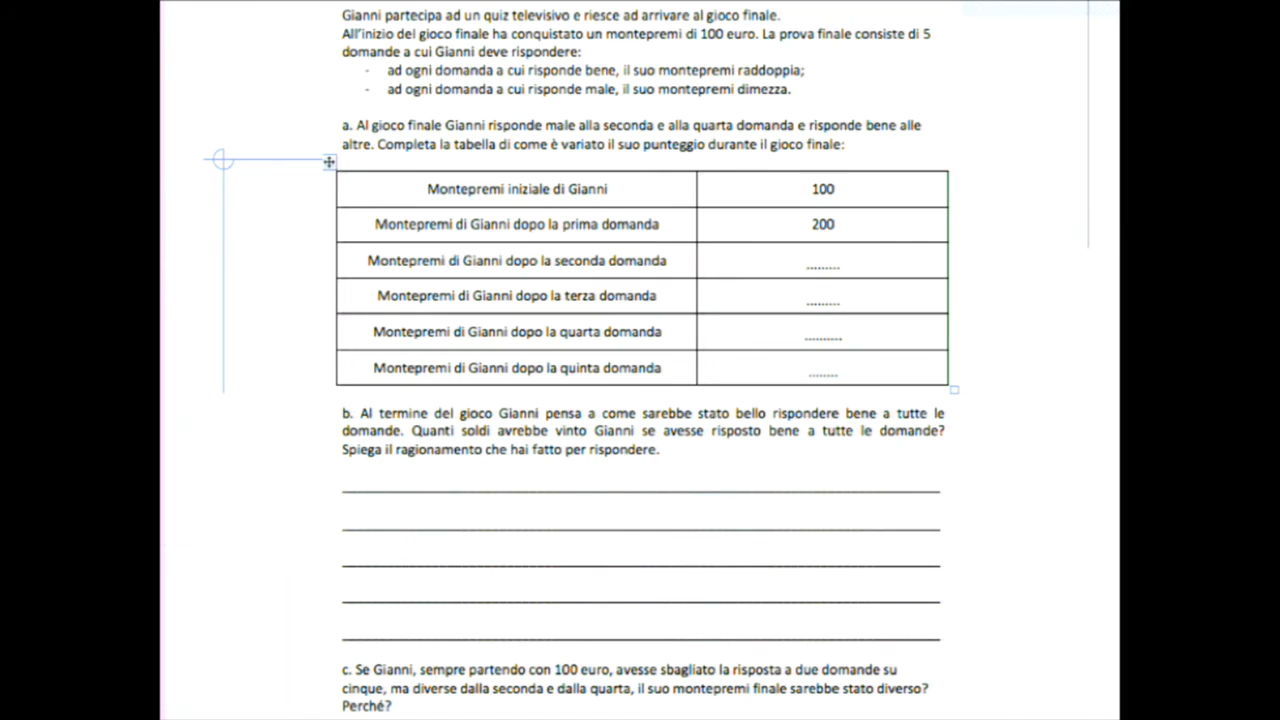 Gianni partecipa ad un quiz televisivo e riesce ad arrivare al gioco finale.
All'inizio del gioco finale ha conquistato un montepremi di 100 euro. La prova finale consiste di 5
domande a cui Gianni deve rispondere:
- ad ogni domanda a cui risponde bene, il suo montepremi raddoppia;
- ad ogni domanda a cui risponde male, il suo montepremi dimezza.
a. Al gioco finale Gianni risponde male alla seconda e alla quarta domanda e risponde bene alle
altre. Completa la tabella di come è variato il suo punteggio durante il gioco finale:
Montepremi iniziale di Gianni 100
Montepremi di Gianni dopo la prima domanda 200
Montepremi di Gianni dopo la seconda domanda .........
Montepremi di Gianni dopo la terza domanda .........
Montepremi di Gianni dopo la quarta domanda ..........
Montepremi di Gianni dopo la quinta domanda ........
b. Al termine del gioco Gianni pensa a come sarebbe stato bello rispondere bene a tutte le
domande. Quanti soldi avrebbe vinto Gianni se avesse risposto bene a tutte le domande?
Spiega il ragionamento che hai fatto per rispondere.
c. Se Gianni, sempre partendo con 100 euro, avesse sbagliato la risposta a due domande su
cinque, ma diverse dalla seconda e dalla quarta, il suo montepremi finale sarebbe stato diverso?
Perché?